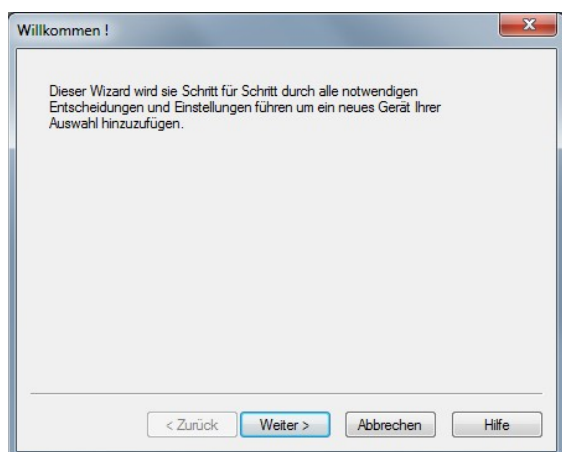 Willkommen !
Dieser Wizard wird sie Schritt für Schritt durch alle notwendigen
Entscheidungen und Einstellungen führen um ein neues Gerät Ihrer
Auswahl hinzuzufügen.
< Zurück Weiter > Abbrechen Hilfe